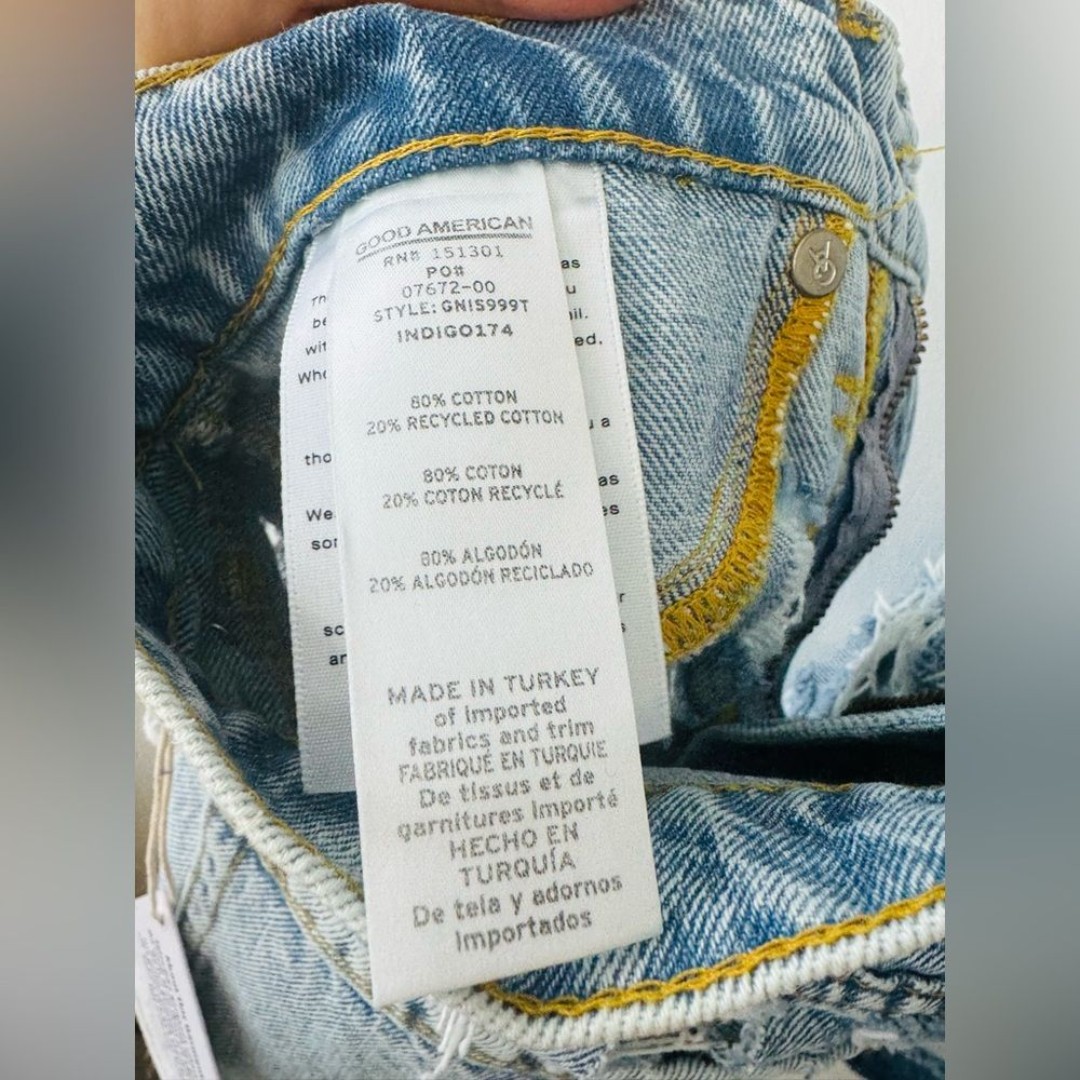 GOOD AMERICAN
RN# 151301
PO#
07672-00
STYLE: GNIS999T
INDIGO174
80% COTTON
20% RECYCLED COTTON
80% COTON
20% COTON RECYCLÉ
80% ALGODÓN
20% ALGODÓN RECICLADO
MADE IN TURKEY
of imported
fabrics and trim
FABRIQUÉ EN TURQUIE
De tissus et de
garnitures importé
HECHO EN
TURQUÍA
De tela y adornos
importados